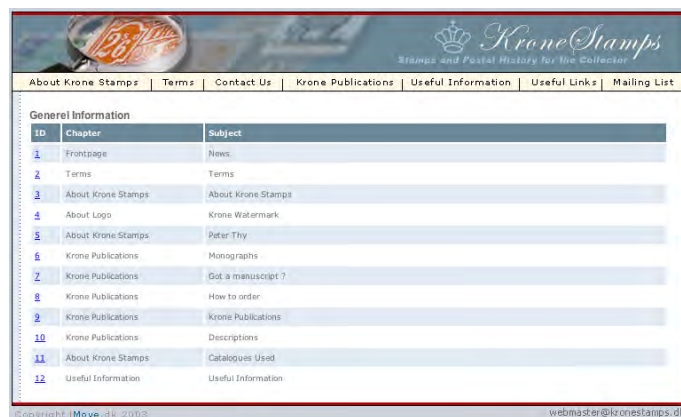 KroneStamps
Stamps and Postal History for the Collector
About Krone Stamps | Terms | Contact Us | Krone Publications | Useful Information | Useful Links | Mailing List
Generel Information
ID Chapter Subject
1 Frontpage News
2 Terms Terms
3 About Krone Stamps About Krone Stamps
4 About Logo Krone Watermark
5 About Krone Stamps Peter Thy
6 Krone Publications Monographs
7 Krone Publications Got a manuscript ?
8 Krone Publications How to order
9 Krone Publications Krone Publications
10 Krone Publications Descriptions
11 About Krone Stamps Catalogues Used
12 Useful Information Useful Information
Copyright iMove.dk 2003
webmaster@kronestamps.d